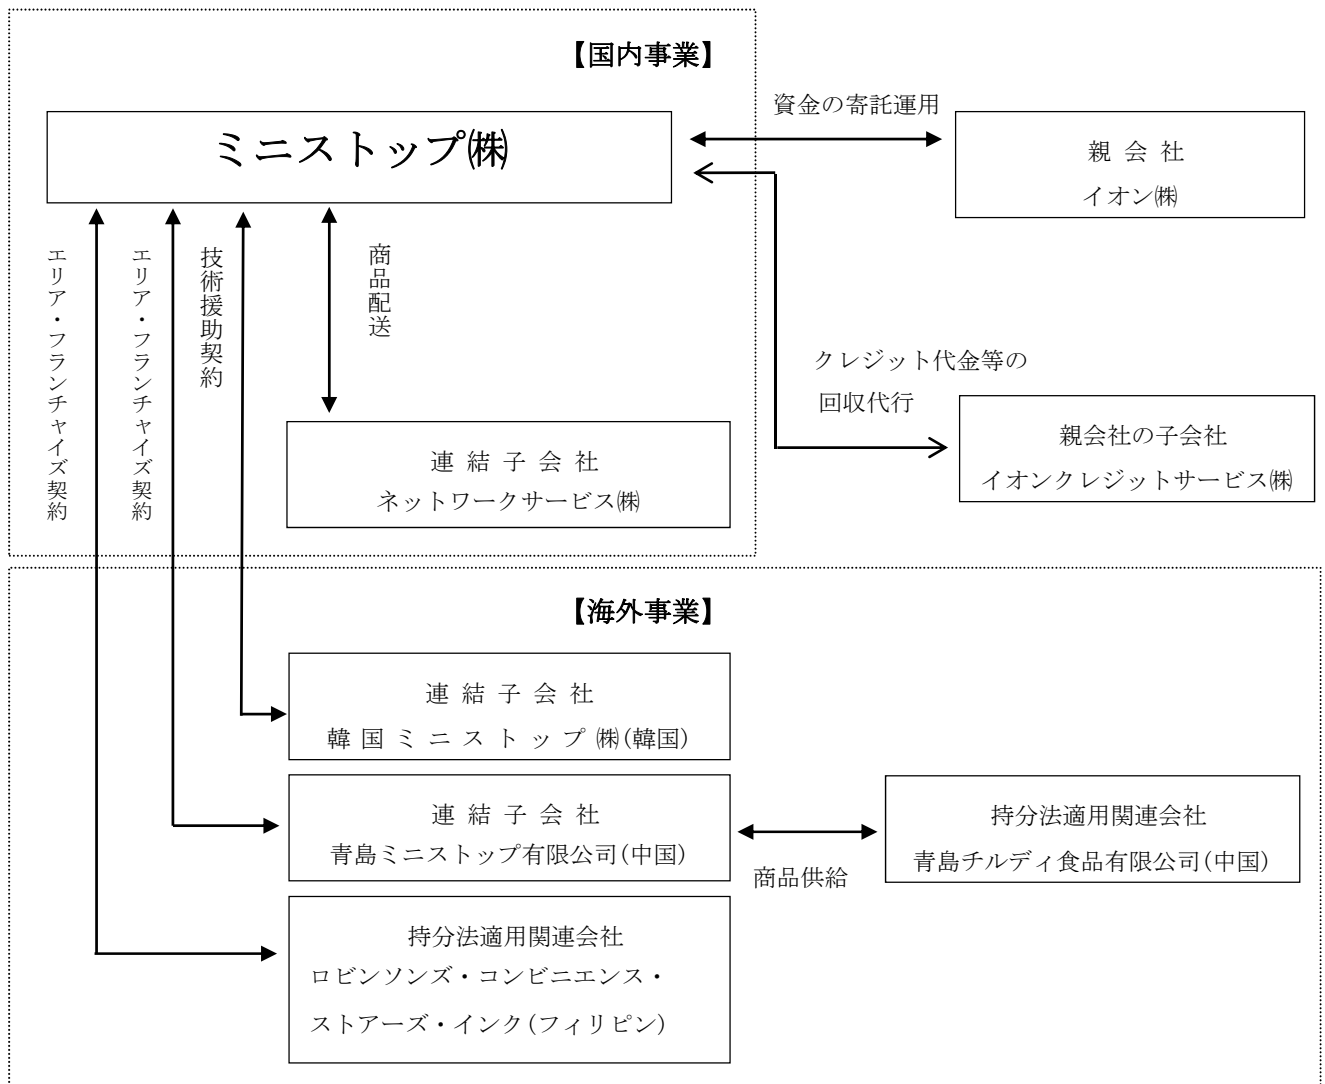 【国内事業】
ミニストップ㈱
資金の寄託運用
親 会 社
イオン㈱
エリア・フランチャイズ契約
エリア・フランチャイズ契約
技術援助契約
商品配送
クレジット代金等の
回収代行
親会社の子会社
イオンクレジットサービス㈱
連 結 子 会 社
ネットワークサービス㈱
【海外事業】
連 結 子 会 社
韓 国 ミ ニ ス ト ッ プ ㈱(韓国)
連 結 子 会 社
青島ミニストップ有限公司(中国)
商品供給
持分法適用関連会社
青島チルディ食品有限公司(中国)
持分法適用関連会社
ロビンソンズ・コンビニエンス・
ストアーズ・インク(フィリピン)